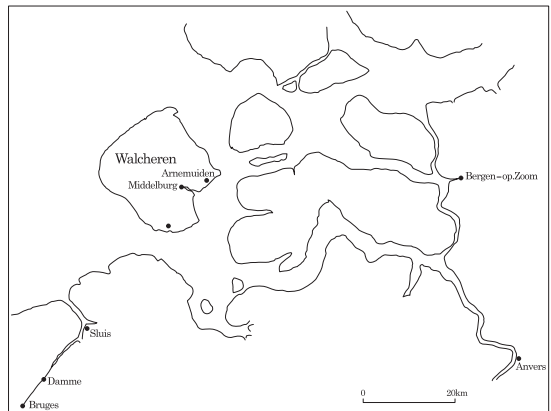 Walcheren
Arnemuiden
Middelburg
Bergen-op.Zoom
Sluis
Anvers
Damme
0 20km
Bruges